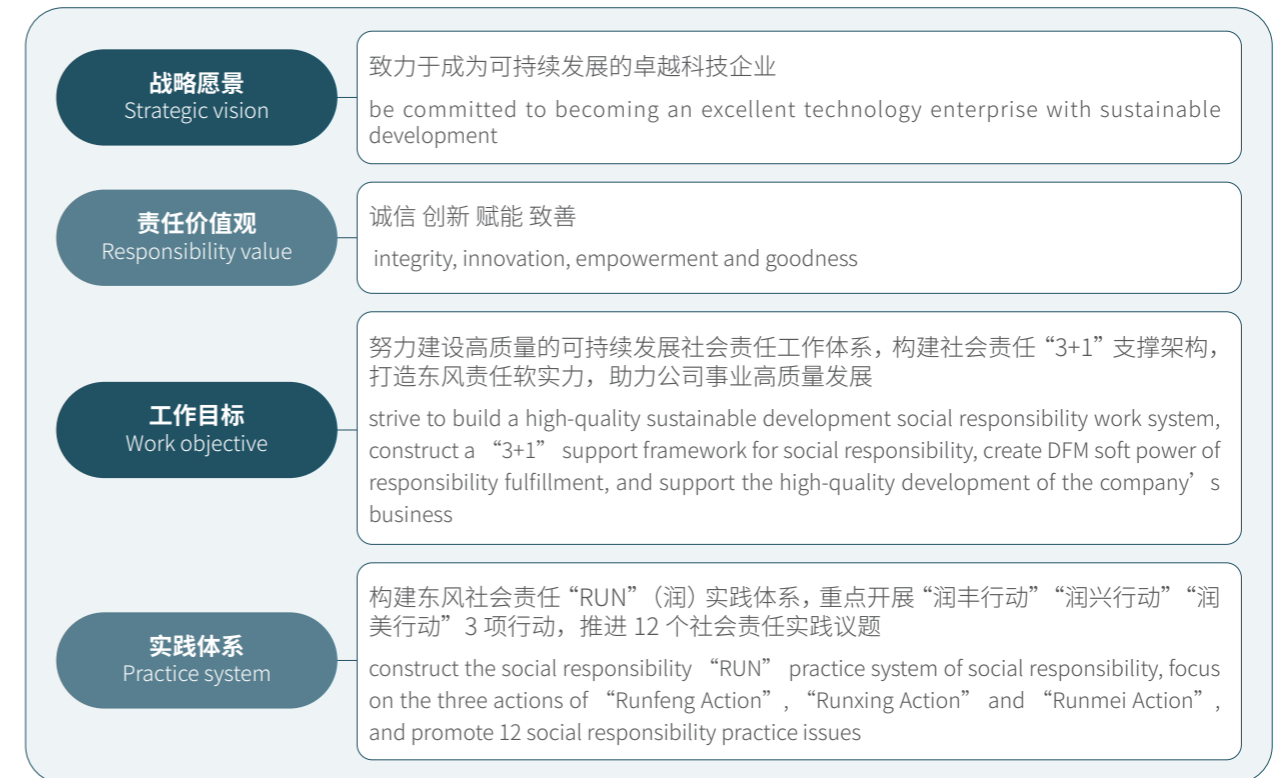 战略愿景
Strategic vision
致力于成为可持续发展的卓越科技企业
be committed to becoming an excellent technology enterprise with sustainable
development
责任价值观
Responsibility value
诚信 创新 赋能 致善
integrity, innovation, empowerment and goodness
工作目标
Work objective
努力建设高质量的可持续发展社会责任工作体系，构建社会责任“3+1”支撑架构，
打造东风责任软实力，助力公司事业高质量发展
strive to build a high-quality sustainable development social responsibility work system,
construct a “3+1” support framework for social responsibility, create DFM soft power of
responsibility fulfillment, and support the high-quality development of the company’s
business
实践体系
Practice system
构建东风社会责任“RUN”（润）实践体系，重点开展“润丰行动”“润兴行动”“润
美行动”3 项行动，推进 12 个社会责任实践议题
construct the social responsibility “RUN” practice system of social responsibility, focus
on the three actions of “Runfeng Action”, “Runxing Action” and “Runmei Action”,
and promote 12 social responsibility practice issues